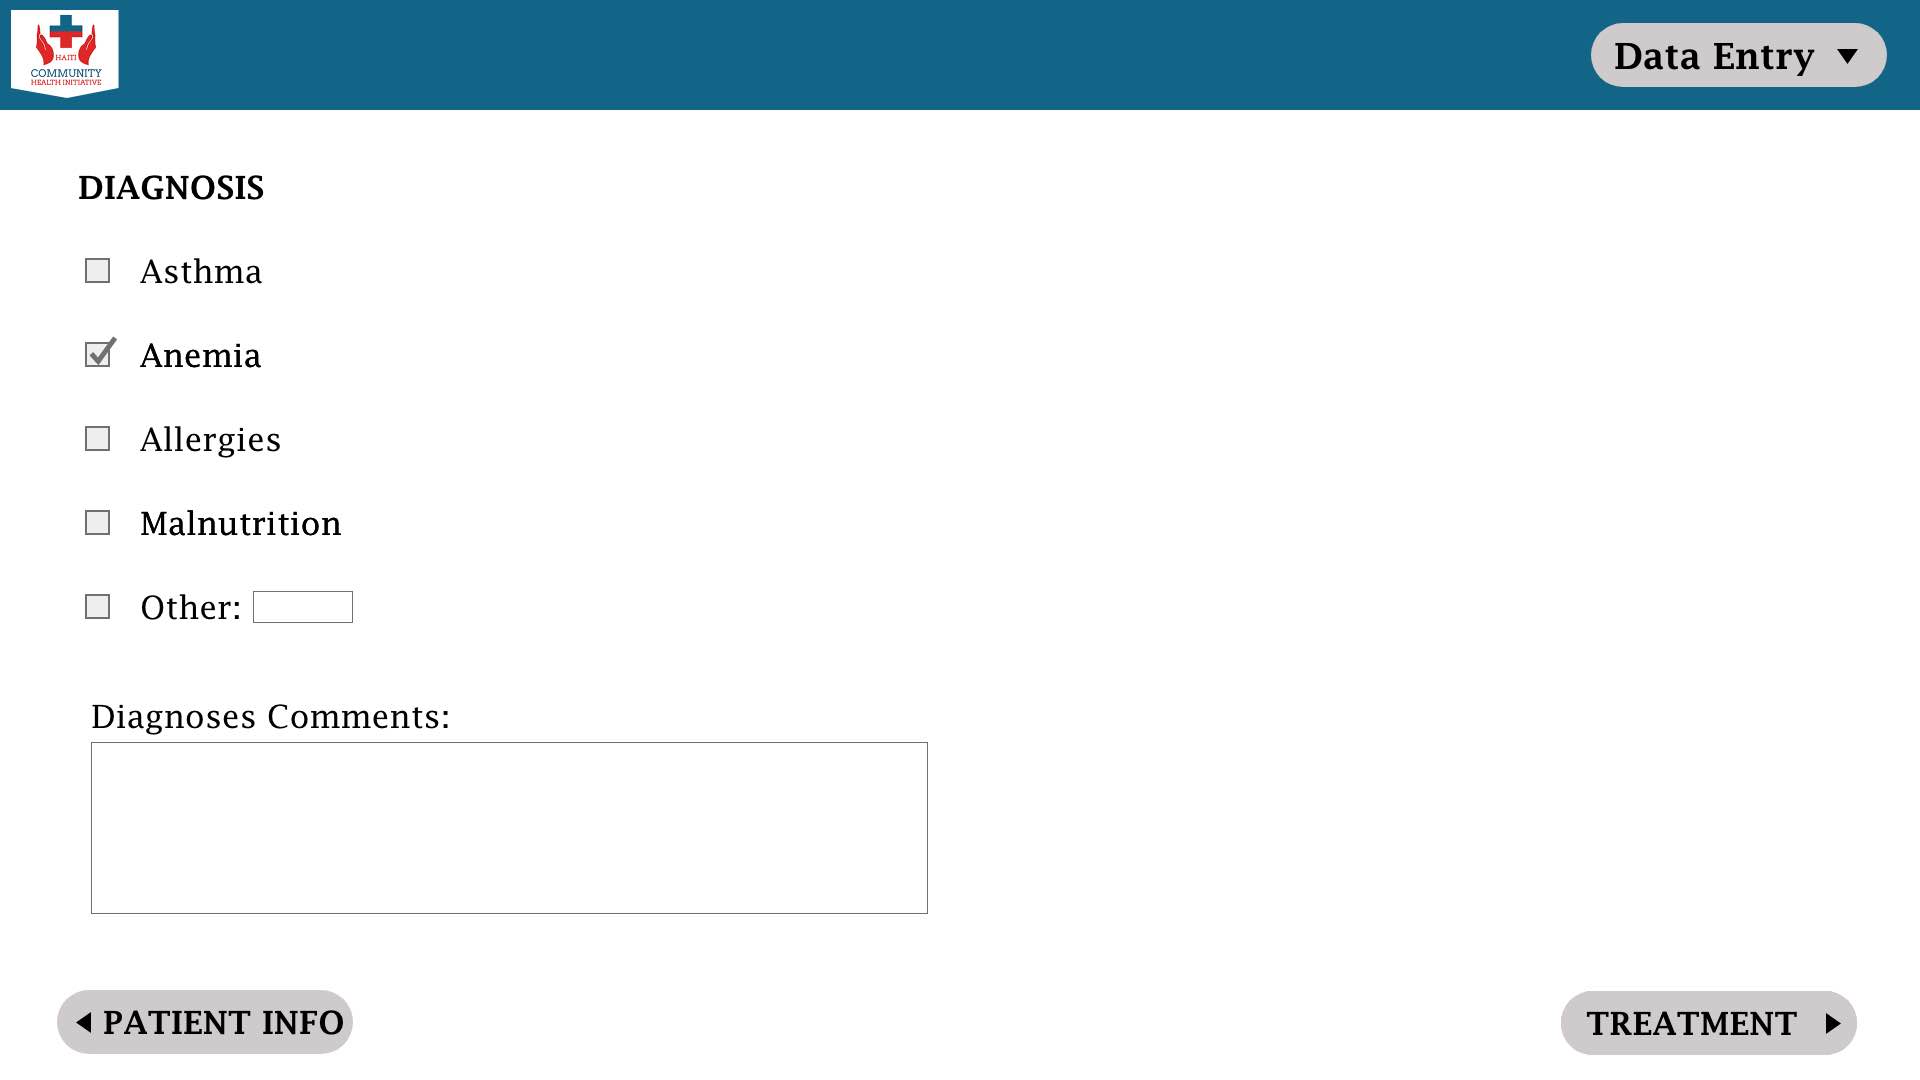 HAITI
COMMUNITY
HEALTH INITIATIVE
Data Entry
DIAGNOSIS
Asthma
Anemia
Allergies
Malnutrition
Other:
Diagnoses Comments:
PATIENT INFO
TREATMENT